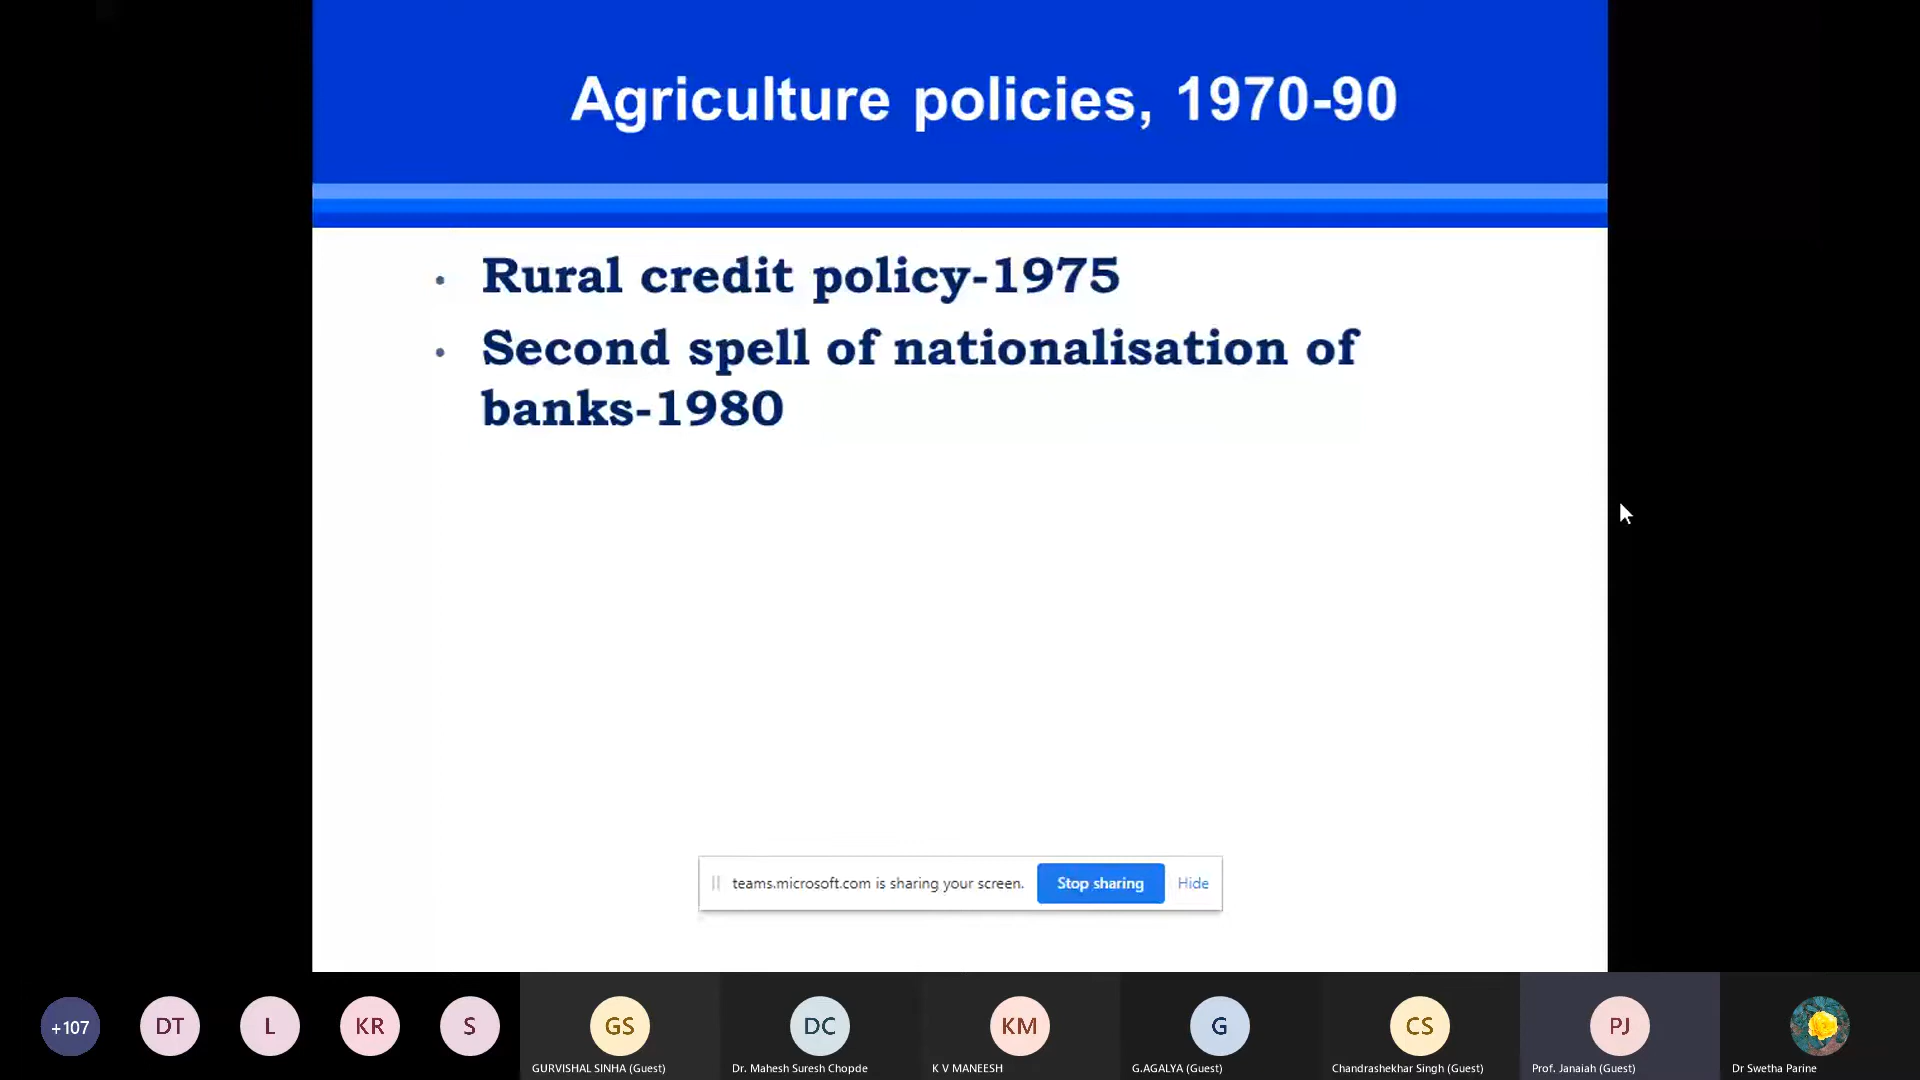 Agriculture policies, 1970-90
• Rural credit policy-1975
• Second spell of nationalisation of
banks-1980
teams.microsoft.com is sharing your screen. Stop sharing Hide
+107 DT L KR S GS DC KM G CS PJ
GURVISHAL SINHA (Guest) Dr. Mahesh Suresh Chopde K V MANEESH G.AGALYA (Guest) Chandrashekhar Singh (Guest) Prof. Janaiah (Guest) Dr Swetha Parine